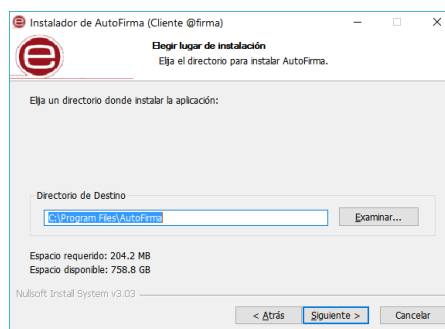 Instalador de AutoFirma (Cliente @firma)
Elegir lugar de instalación
Elija el directorio para instalar AutoFirma.
Elija un directorio donde instalar la aplicación:
Directorio de Destino
C:\Program Files\AutoFirma
Examinar...
Espacio requerido: 204.2 MB
Espacio disponible: 758.8 GB
Nullsoft Install System v3.03
< Atrás Siguiente > Cancelar